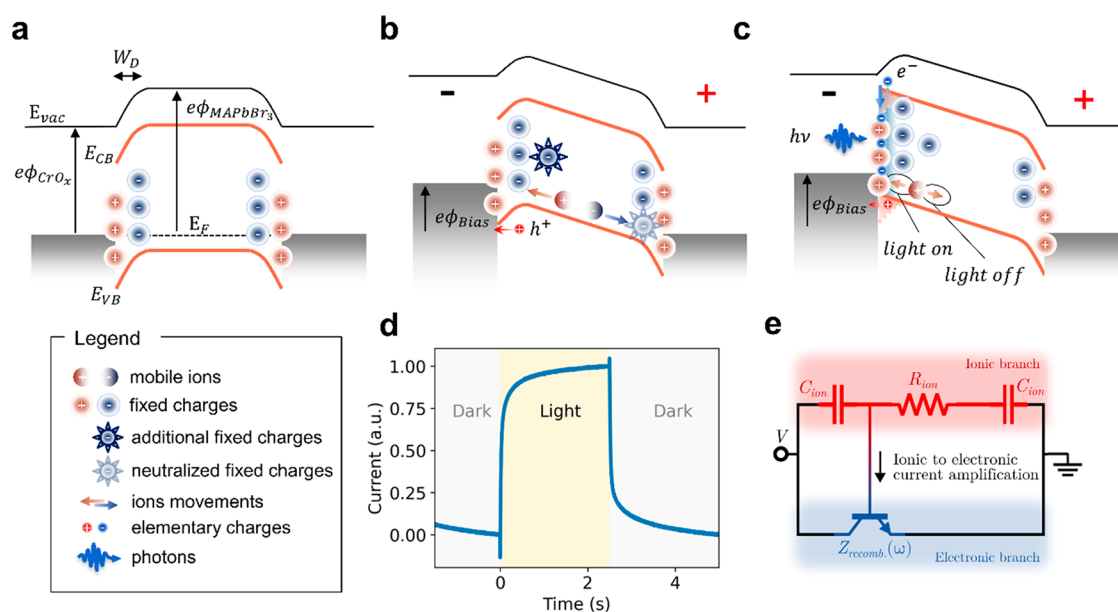 a
W_D
E_vac
eϕ_MAPbBr₃
E_CB
eϕ_CrOₓ
E_F
E_VB
b
-
+
eϕ_Bias
h⁺
c
e⁻
-
+
hν
eϕ_Bias
light on
light off
Legend
mobile ions
fixed charges
additional fixed charges
neutralized fixed charges
ions movements
elementary charges
photons
d
Current (a.u.)
1.00
0.75
0.50
0.25
0.00
Dark
Light
Dark
0
2
4
Time (s)
e
Ionic branch
C_ion
R_ion
C_ion
V
Ionic to electronic
current amplification
Z_recomb.(ω)
Electronic branch